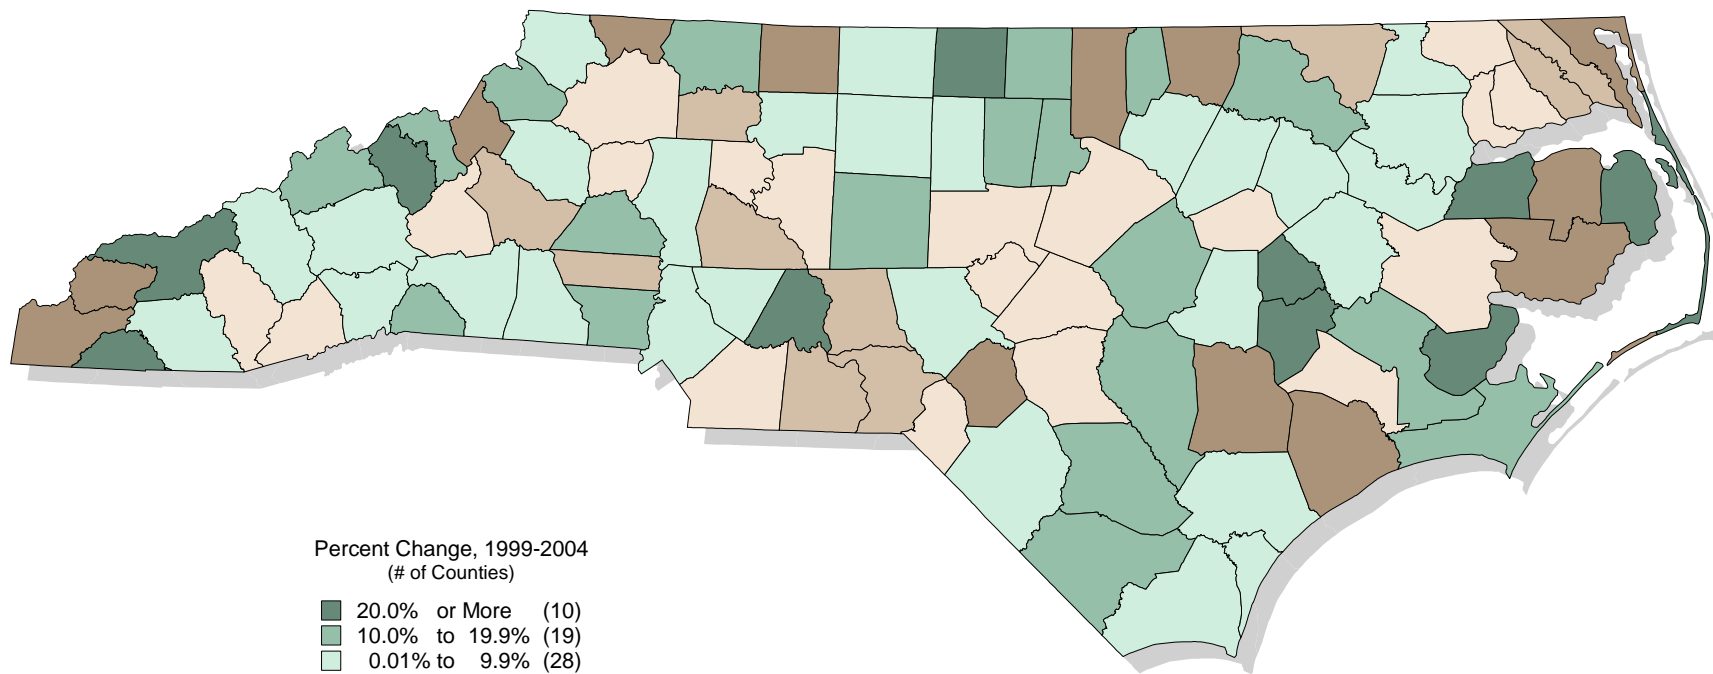 Percent Change, 1999-2004
(# of Counties)
20.0% or More (10)
10.0% to 19.9% (19)
0.01% to 9.9% (28)